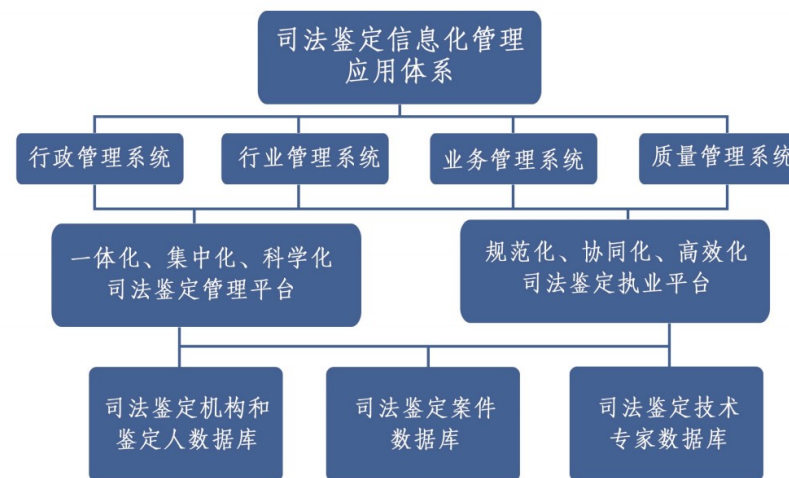 司法鉴定信息化管理
应用体系
行政管理系统
行业管理系统
业务管理系统
质量管理系统
一体化、集中化、科学化
司法鉴定管理平台
规范化、协同化、高效化
司法鉴定执业平台
司法鉴定机构和
鉴定人数据库
司法鉴定案件
数据库
司法鉴定技术
专家数据库